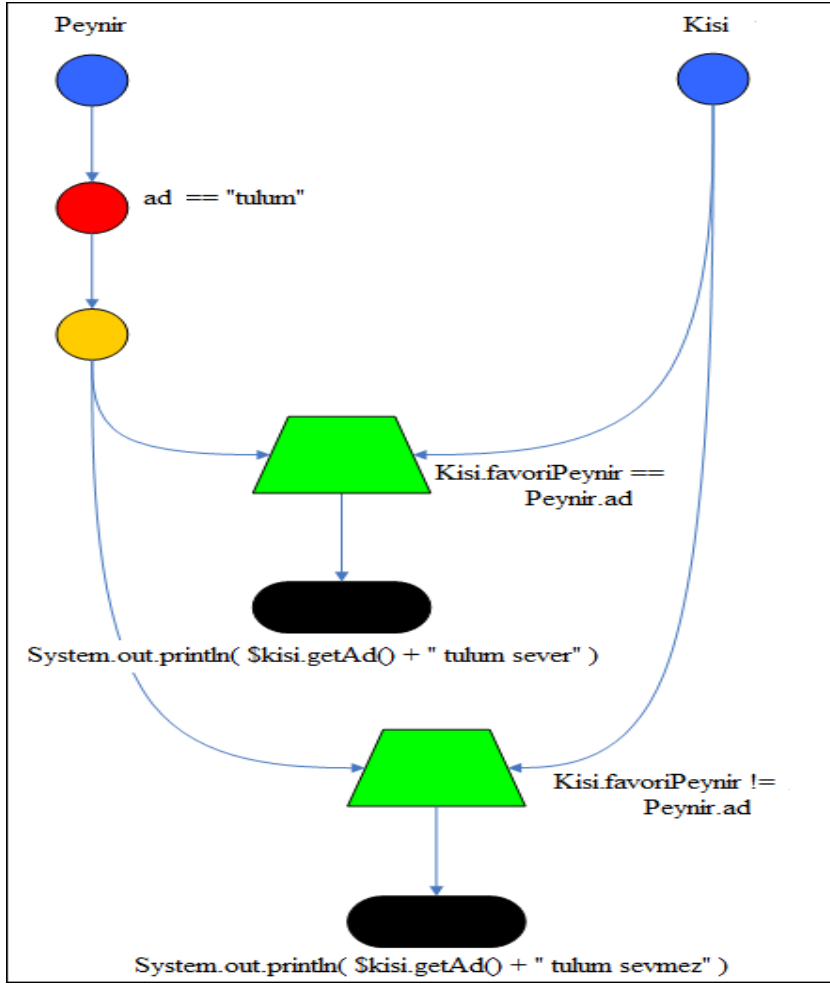 Peynir
Kisi
ad == "tulum"
Kisi.favoriPeynir ==
Peynir.ad
System.out.println( $kisi.getAd() + " tulum sever" )
Kisi.favoriPeynir !=
Peynir.ad
System.out.println( $kisi.getAd() + " tulum sevmez" )